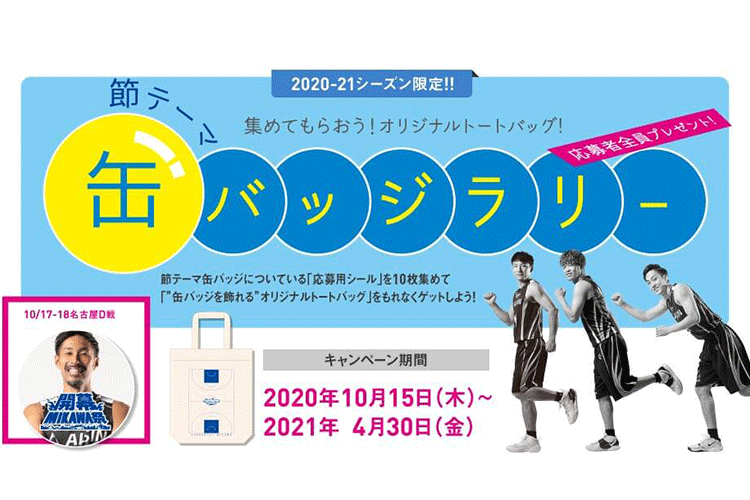 2020-21シーズン限定!!
節テーマ
集めてもらおう！オリジナルトートバッグ！
応募者全員プレゼント！
缶バッジラリー
節テーマ缶バッジについている「応募用シール」を10枚集めて
「"缶バッジを飾れる"オリジナルトートバッグ」をもれなくゲットしよう！
10/17-18名古屋D戦
開幕
MIKAWA祭
キャンペーン期間
2020年10月15日（木）～
2021年 4月30日（金）